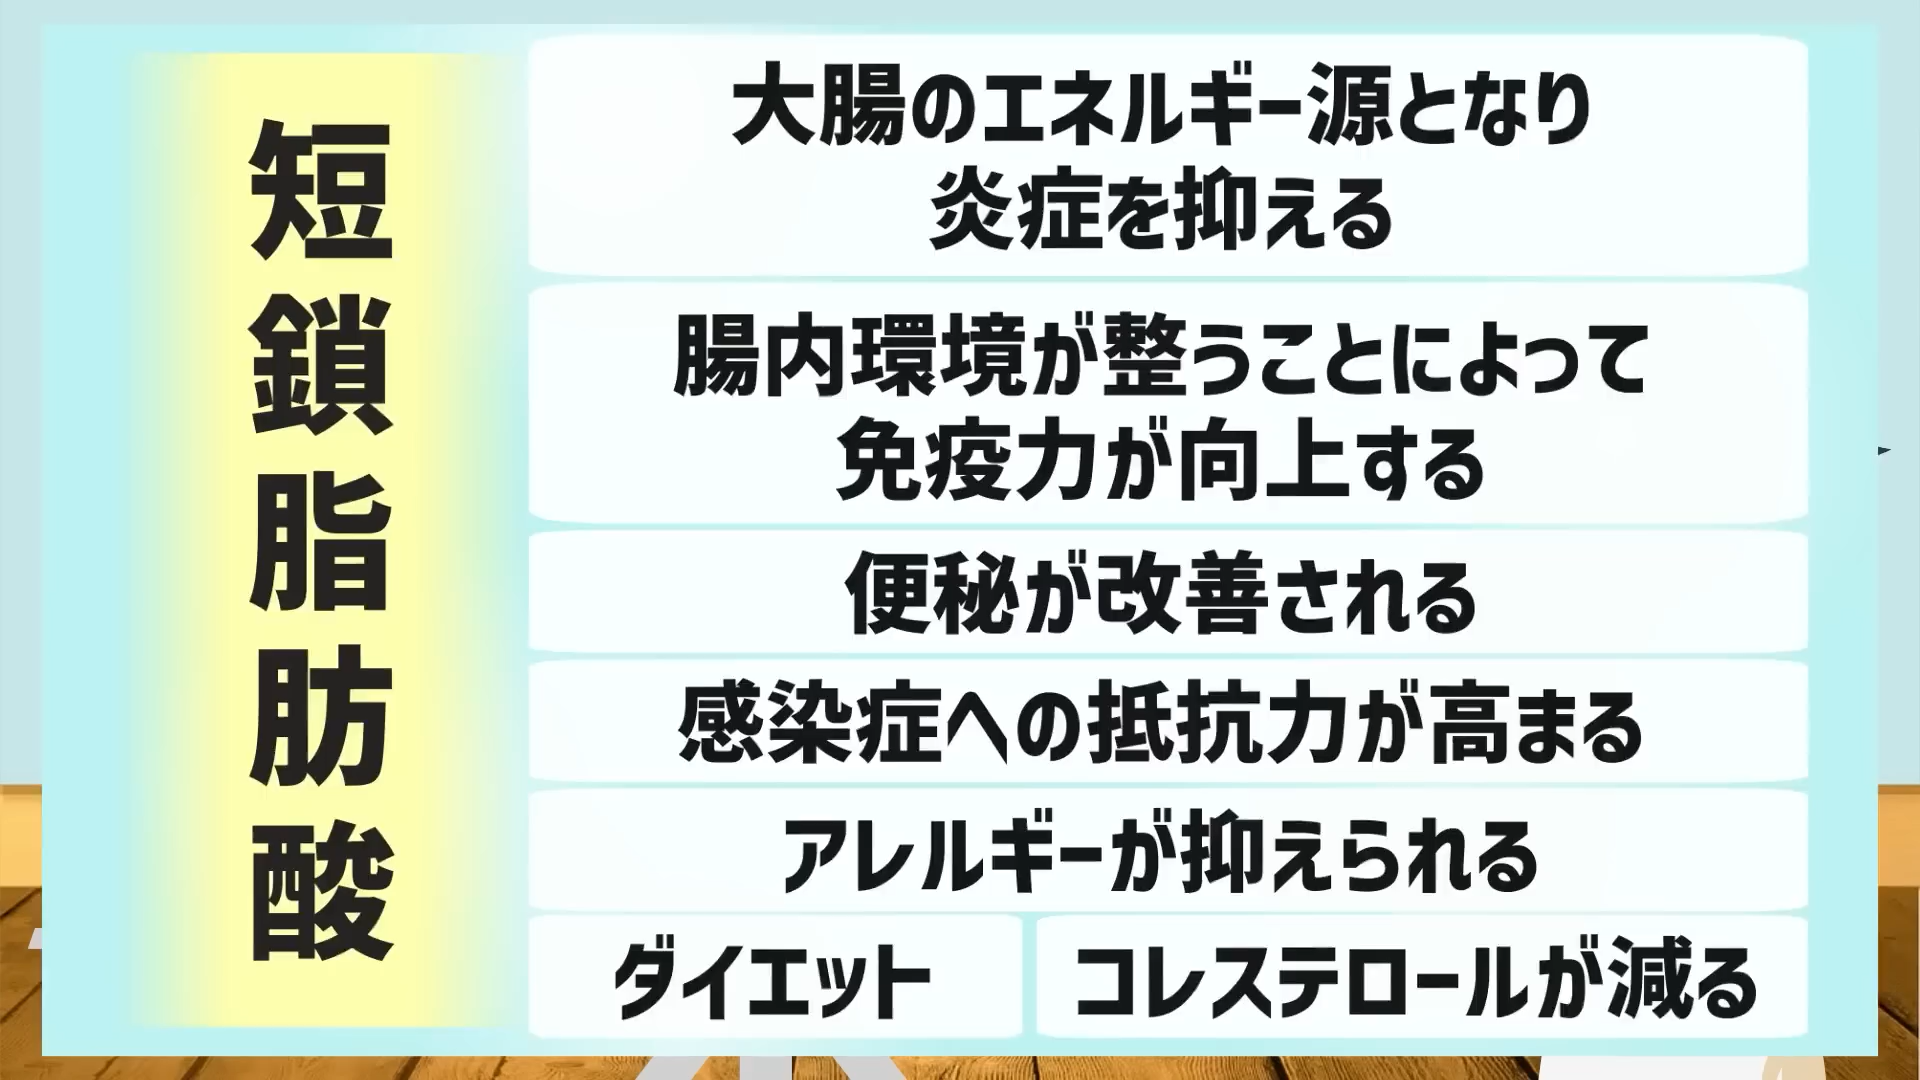 短鎖脂肪酸
大腸のエネルギー源となり
炎症を抑える
腸内環境が整うことによって
免疫力が向上する
便秘が改善される
感染症への抵抗力が高まる
アレルギーが抑えられる
ダイエット
コレステロールが減る